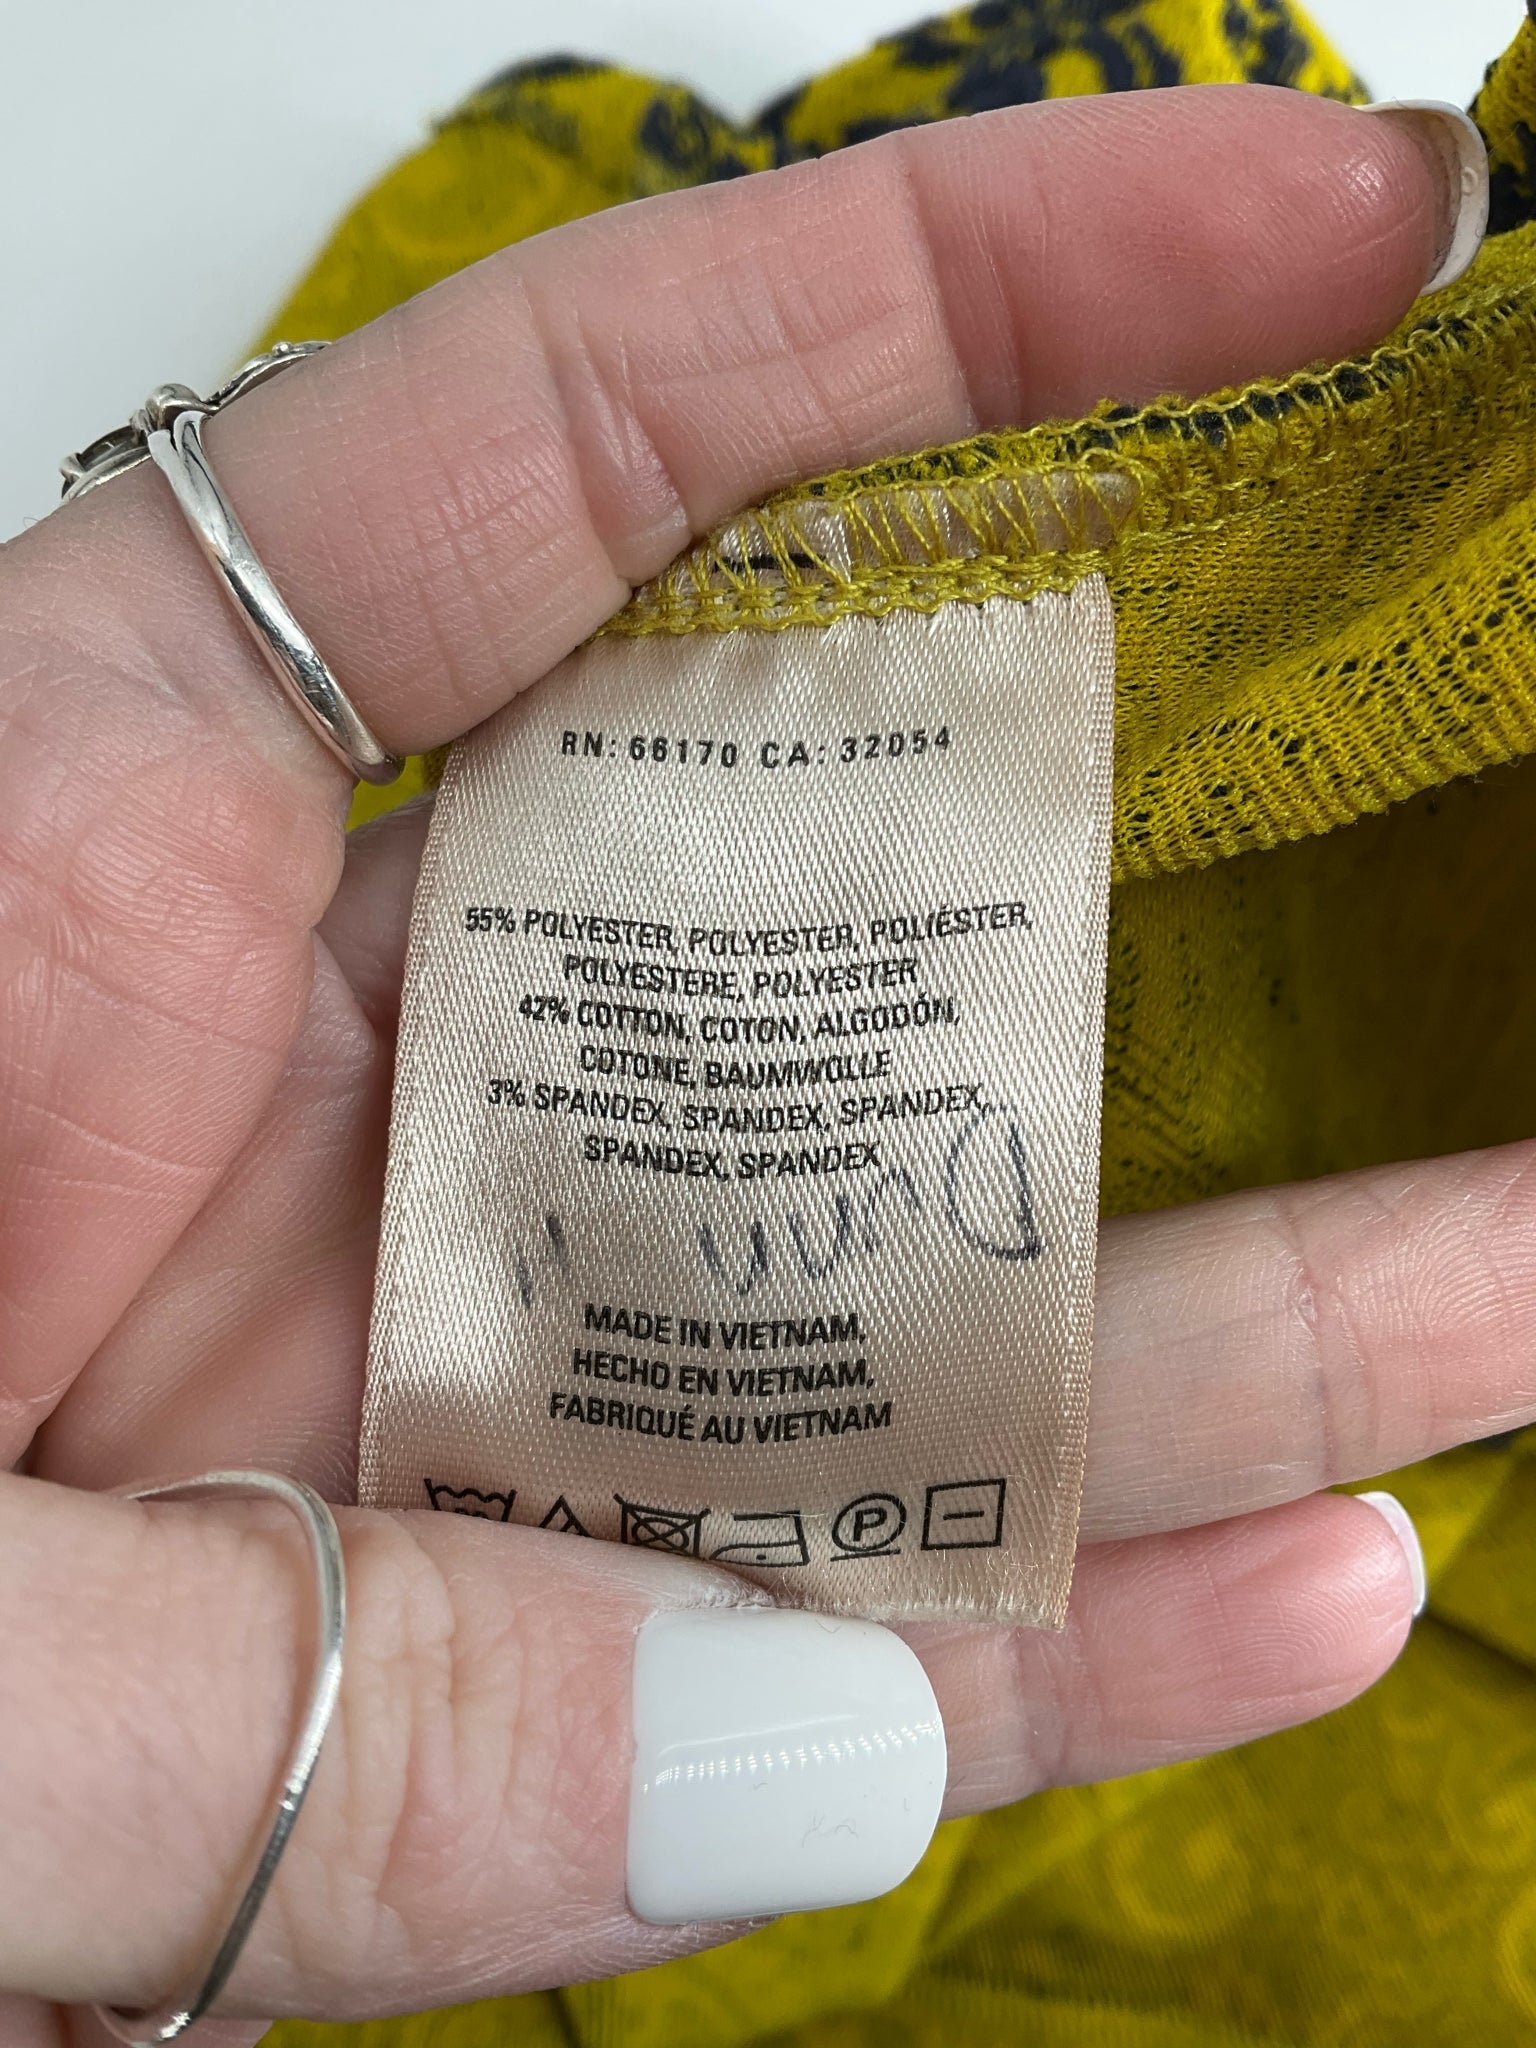 RN: 66170 CA: 32054
55% POLYESTER, POLYESTER, POLIÉSTER,
POLYESTERE, POLYESTER
42% COTTON, COTON, ALGODÓN,
COTONE, BAUMWOLLE
3% SPANDEX, SPANDEX, SPANDEX,
SPANDEX, SPANDEX
MADE IN VIETNAM,
HECHO EN VIETNAM,
FABRIQUÉ AU VIETNAM
P